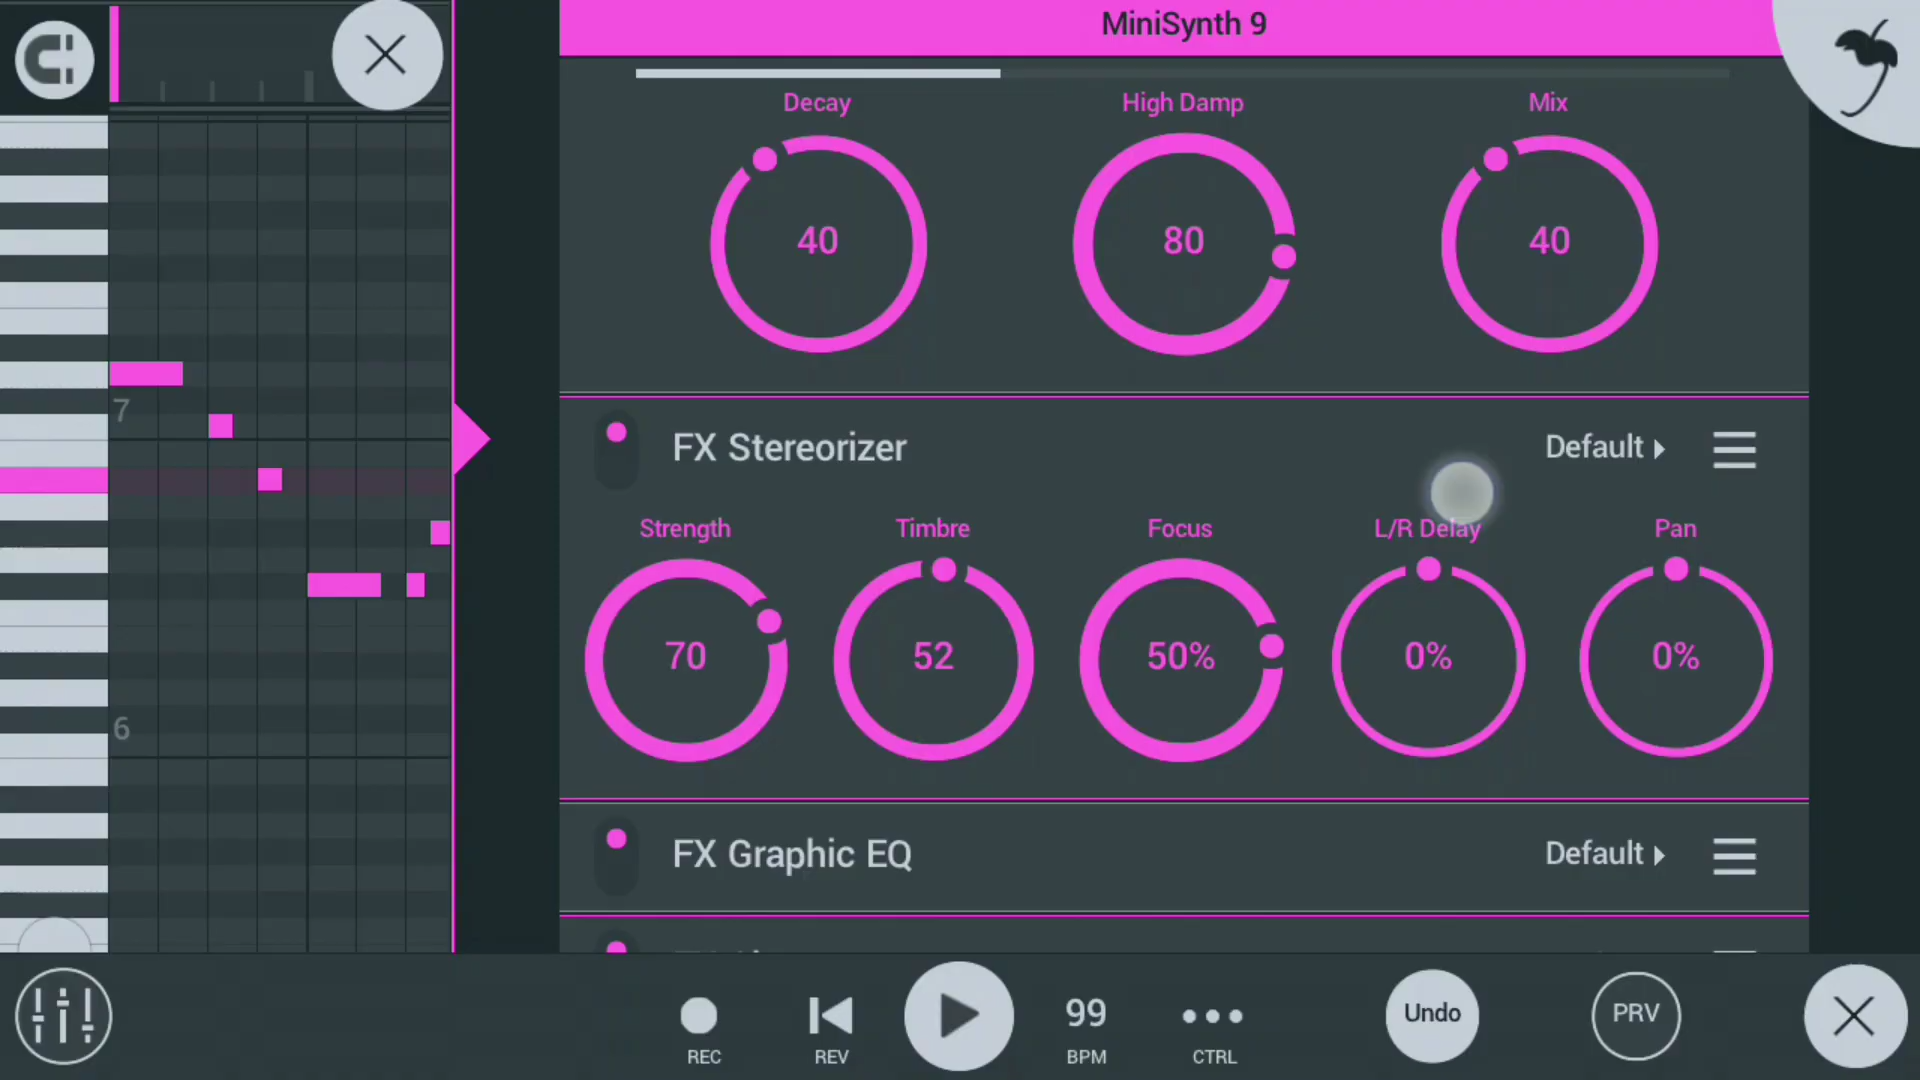 MiniSynth 9
Decay
High Damp
Mix
40
80
40
7
FX Stereorizer
Default
Strength
Timbre
Focus
L/R Delay
Pan
70
52
50%
0%
0%
6
FX Graphic EQ
Default
REC
REV
99
BPM
CTRL
Undo
PRV